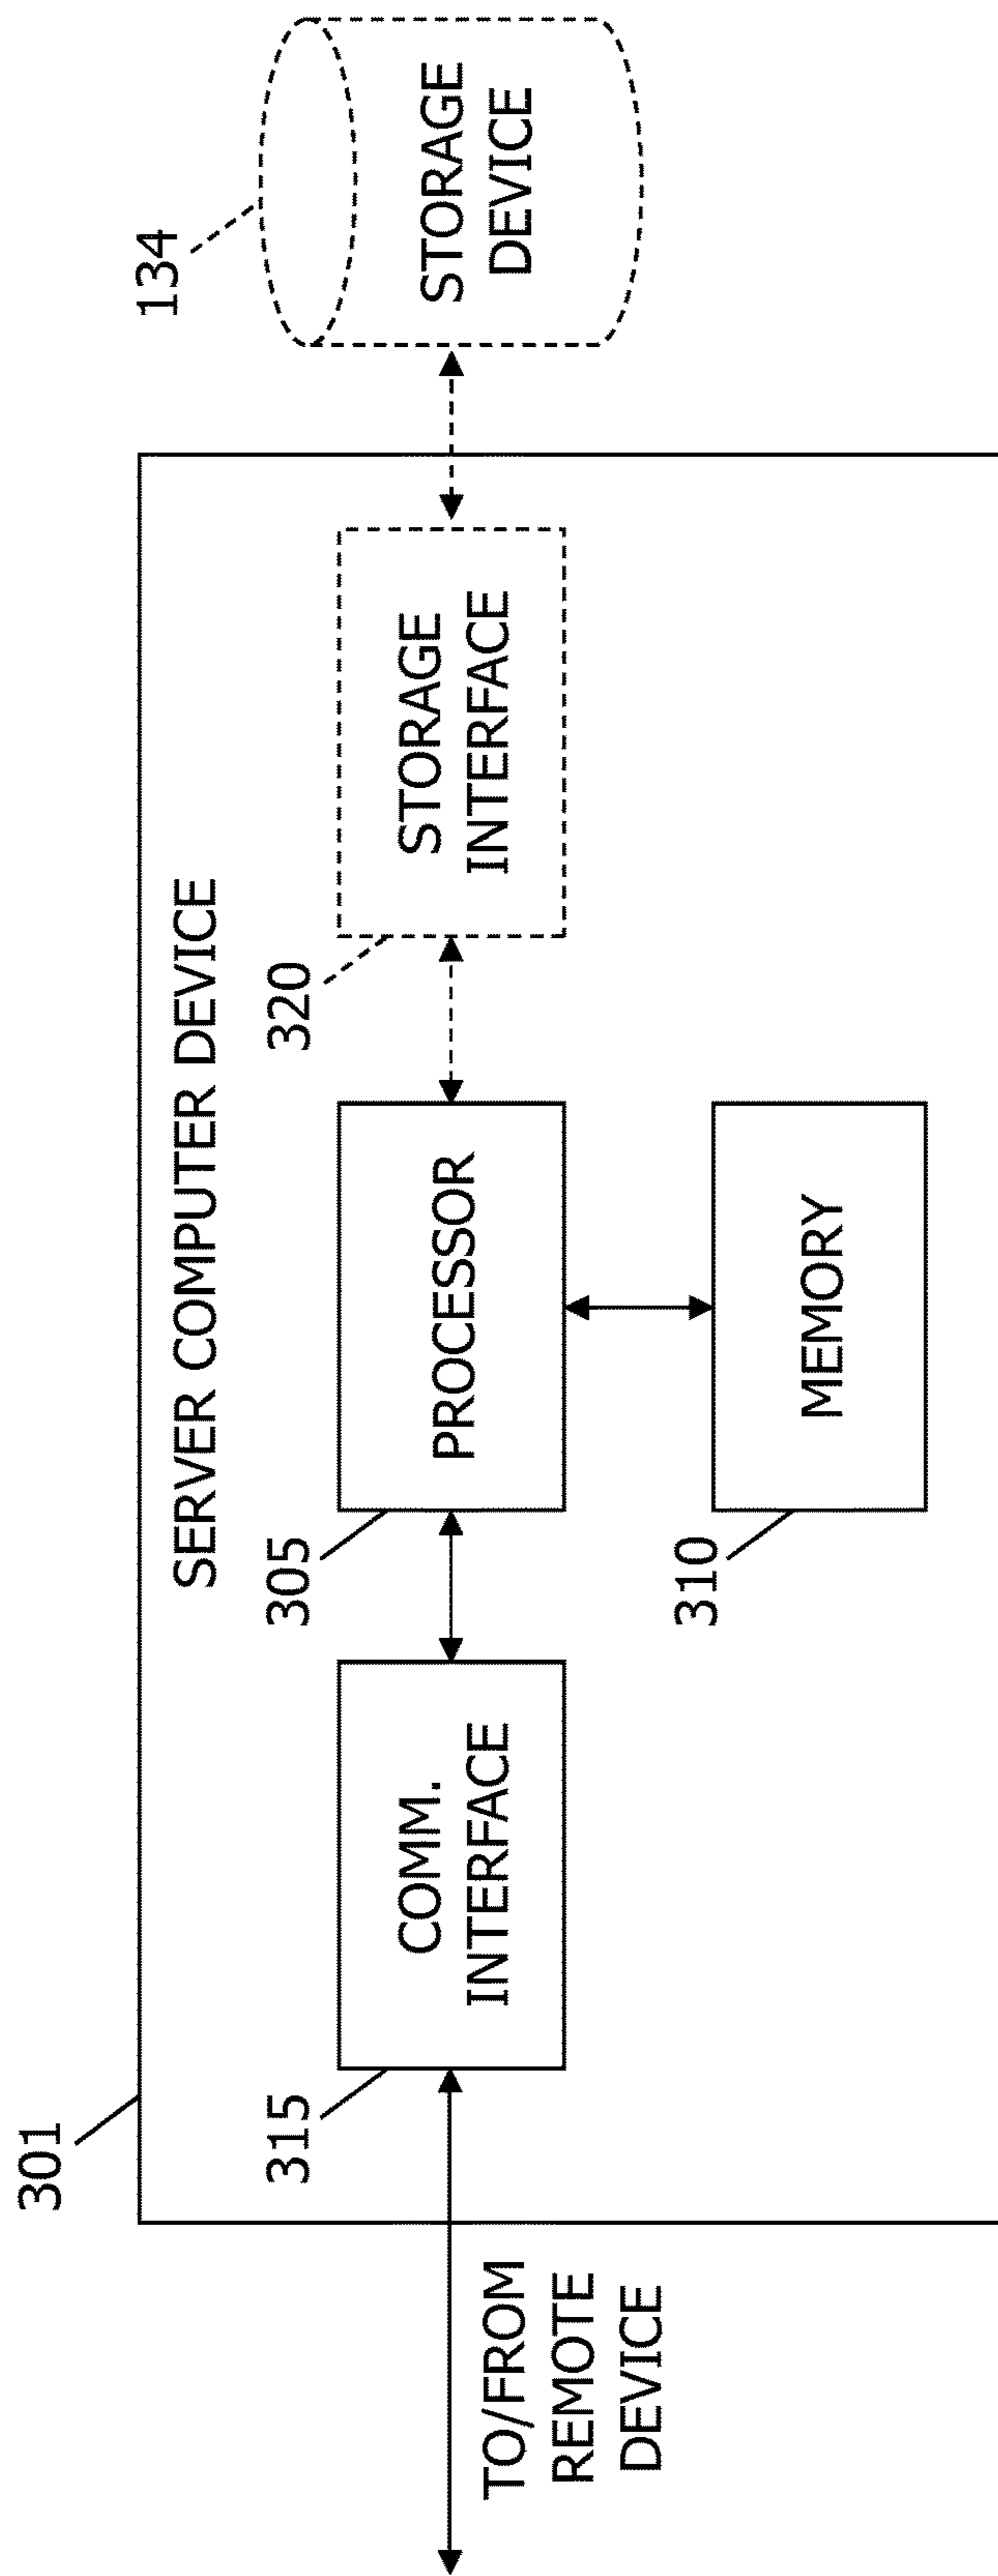 301
SERVER COMPUTER DEVICE
134
315
305
320
COMM.
INTERFACE
PROCESSOR
STORAGE
INTERFACE
STORAGE
DEVICE
TO/FROM
REMOTE
DEVICE
310
MEMORY